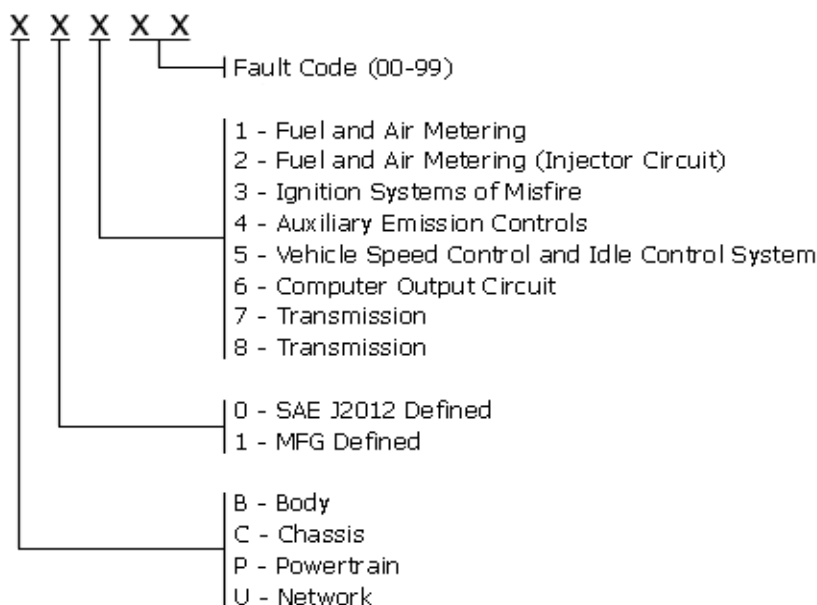 X X X X X
Fault Code (00-99)
1 - Fuel and Air Metering
2 - Fuel and Air Metering (Injector Circuit)
3 - Ignition Systems of Misfire
4 - Auxiliary Emission Controls
5 - Vehicle Speed Control and Idle Control System
6 - Computer Output Circuit
7 - Transmission
8 - Transmission
0 - SAE J2012 Defined
1 - MFG Defined
B - Body
C - Chassis
P - Powertrain
U - Network